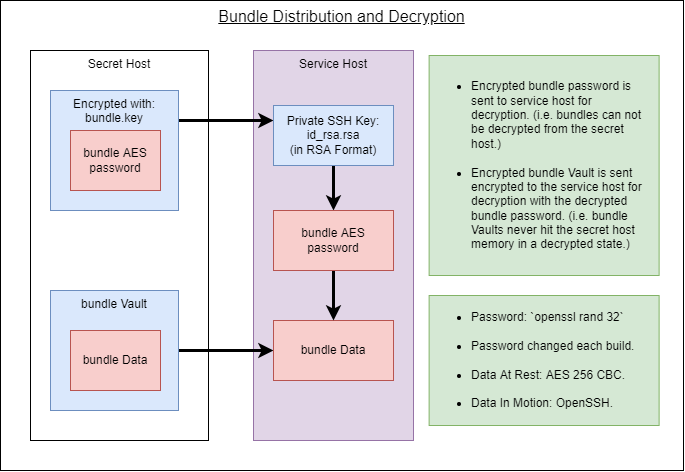 Bundle Distribution and Decryption
Secret Host
Encrypted with:
bundle.key
bundle AES
password
bundle Vault
bundle Data
Service Host
Private SSH Key:
id_rsa.rsa
(in RSA Format)
bundle AES
password
bundle Data
• Encrypted bundle password is
sent to service host for
decryption. (i.e. bundles can not
be decrypted from the secret
host.)
• Encrypted bundle Vault is sent
encrypted to the service host for
decryption with the decrypted
bundle password. (i.e. bundle
Vaults never hit the secret host
memory in a decrypted state.)
• Password: `openssl rand 32`
• Password changed each build.
• Data At Rest: AES 256 CBC.
• Data In Motion: OpenSSH.